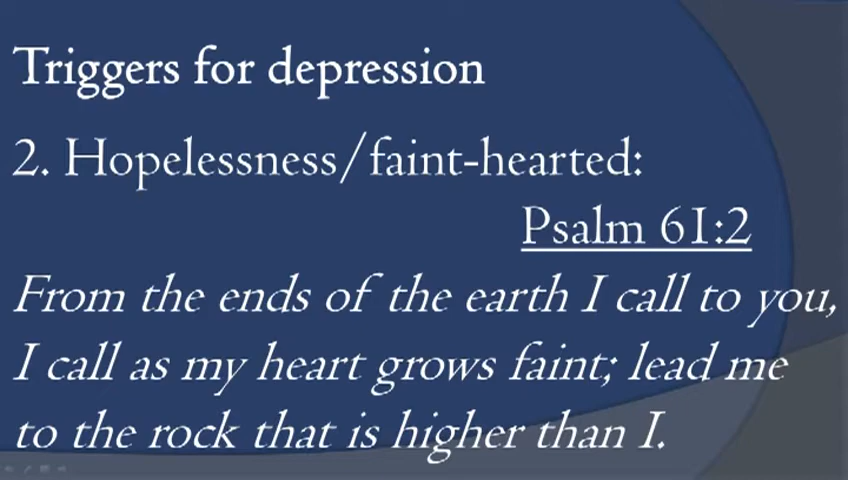 Triggers for depression
2. Hopelessness/faint-hearted:
Psalm 61:2
From the ends of the earth I call to you,
I call as my heart grows faint; lead me
to the rock that is higher than I.